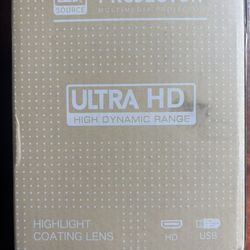 SOURCE
MULTIMEDIA PROJECTOR
ULTRA HD
HIGH DYNAMIC RANGE
HIGHLIGHT
COATING LENS
HD
USB